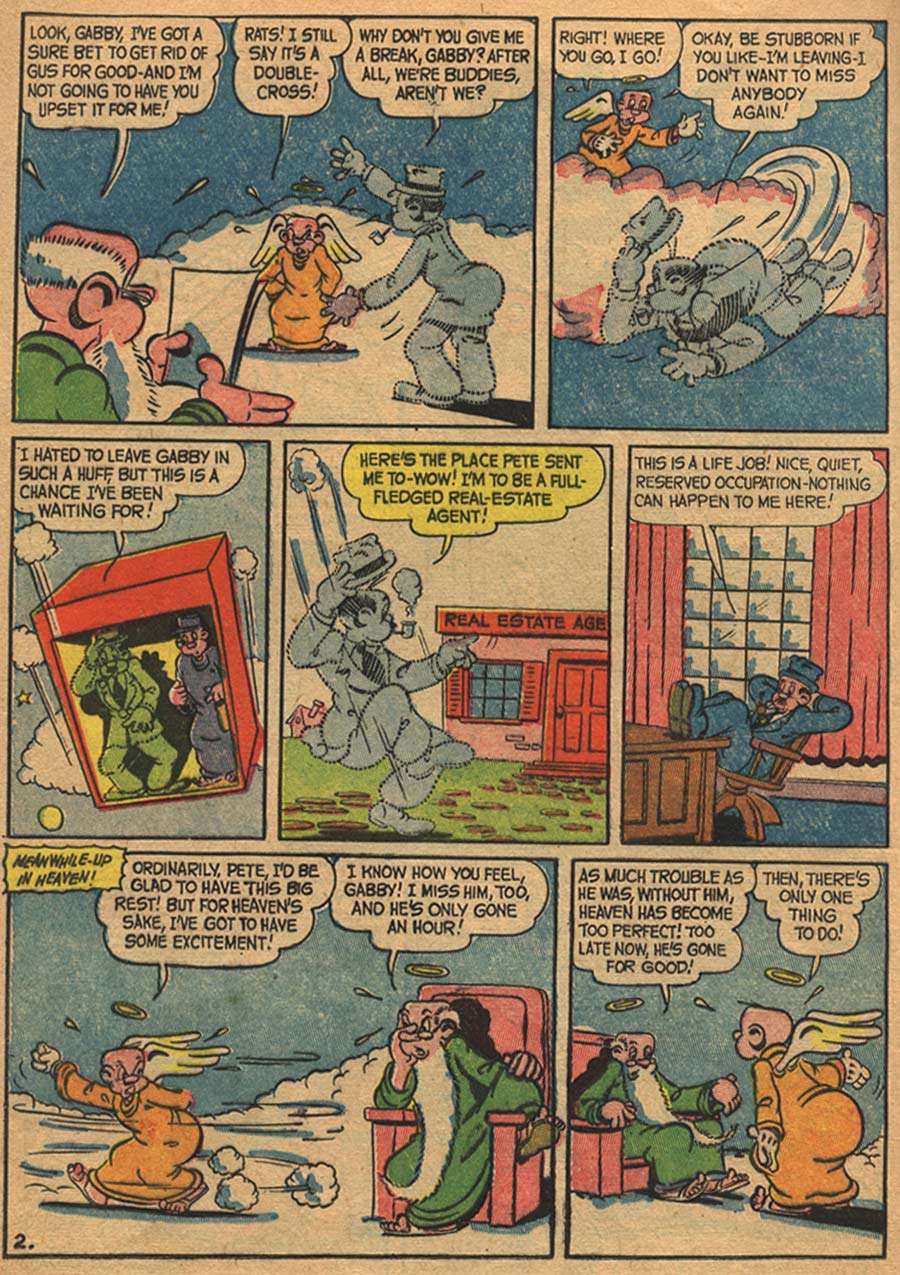 LOOK, GABBY, I'VE GOT A
SURE BET TO GET RID OF
GUS FOR GOOD-AND I'M
NOT GOING TO HAVE YOU
UPSET IT FOR ME!
RATS! I STILL
SAY IT'S A
DOUBLE-
CROSS!
WHY DON'T YOU GIVE ME
A BREAK, GABBY? AFTER
ALL, WE'RE BUDDIES,
AREN'T WE?
RIGHT! WHERE
YOU GO, I GO!
OKAY, BE STUBBORN IF
YOU LIKE-I'M LEAVING-I
DON'T WANT TO MISS
ANYBODY
AGAIN!
I HATED TO LEAVE GABBY IN
SUCH A HUFF, BUT THIS IS A
CHANCE I'VE BEEN
WAITING FOR!
HERE'S THE PLACE PETE SENT
ME TO-WOW! I'M TO BE A FULL-
FLEDGED REAL-ESTATE
AGENT!
REAL ESTATE AGE
THIS IS A LIFE JOB! NICE, QUIET,
RESERVED OCCUPATION-NOTHING
CAN HAPPEN TO ME HERE!
MEANWHILE-UP
IN HEAVEN!
ORDINARILY, PETE, I'D BE
GLAD TO HAVE THIS BIG
REST! BUT FOR HEAVEN'S
SAKE, I'VE GOT TO HAVE
SOME EXCITEMENT!
I KNOW HOW YOU FEEL,
GABBY! I MISS HIM, TOO,
AND HE'S ONLY GONE
AN HOUR!
AS MUCH TROUBLE AS
HE WAS, WITHOUT HIM,
HEAVEN HAS BECOME
TOO PERFECT! TOO
LATE NOW, HE'S GONE
FOR GOOD!
THEN, THERE'S
ONLY ONE
THING
TO DO!
2.